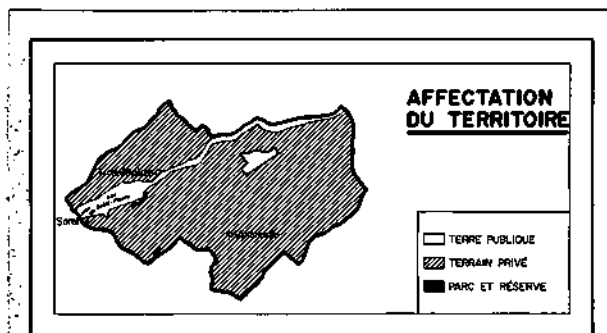 AFFECTATION
DU TERRITOIRE
Sorel
TERRE PUBLIQUE
TERRAIN PRIVÉ
PARC ET RÉSERVE